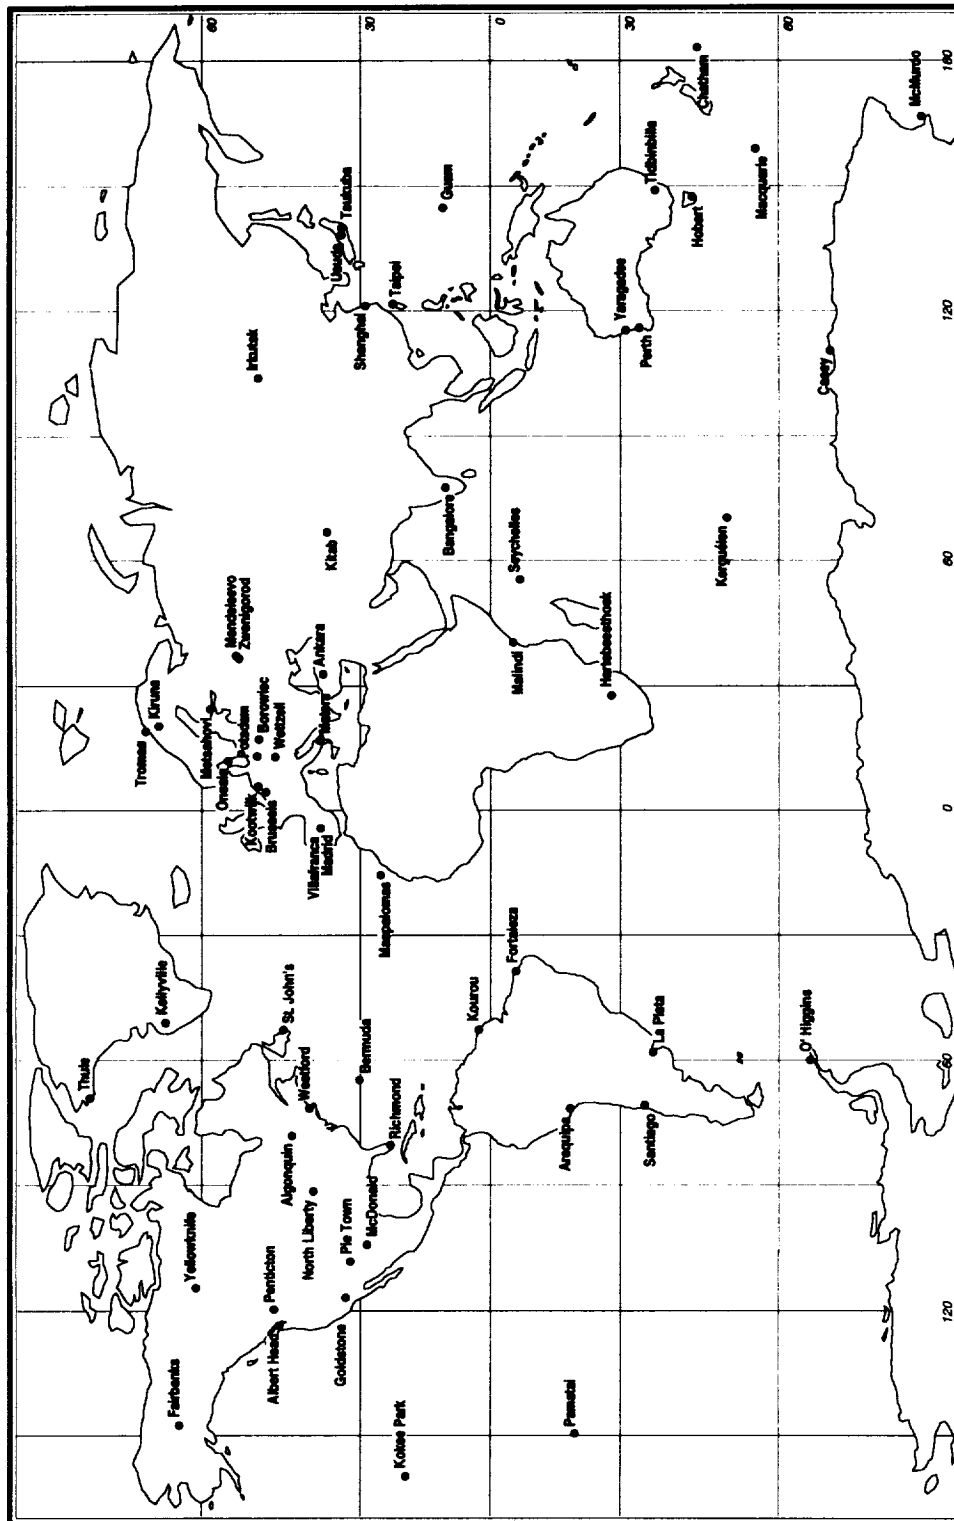 60
30
0
30
60
180
120
60
0
60
120
Thule
Kellyville
Fairbanks
Yellowknife
Penticton
Albert Head
Algonquin
St. John's
Westford
North Liberty
Pie Town
McDonald
Goldstone
Richmond
Bermuda
Kokee Park
Pamatai
Kourou
Fortaleza
Arequipa
Santiago
La Plata
O' Higgins
Tromso
Kiruna
Metsahovi
Onsala
Potsdam
Borowiec
Kootwijk
Brussels
Wettzell
Mendeleevo
Zwenigorod
Villafranca
Madrid
Matera
Ankara
Maspalomas
Kitab
Irkutsk
Usuda
Tsukuba
Shanghai
Taipei
Guam
Bangalore
Seychelles
Malindi
Hartebeesthoek
Kerguélen
Yaragadee
Perth
Tidbinbilla
Hobart
Chatham
Macquarie
Casey
McMurdo